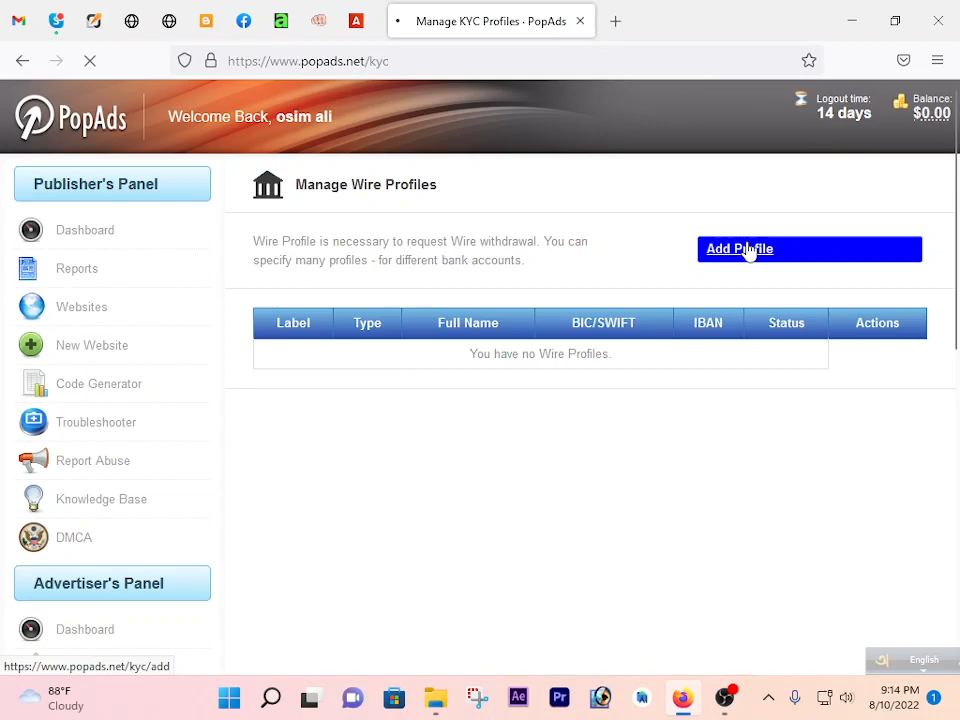 Manage KYC Profiles · PopAds
https://www.popads.net/kyc
PopAds
Welcome Back, osim ali
Logout time:
14 days
Balance:
$0.00
Publisher's Panel
Dashboard
Reports
Websites
New Website
Code Generator
Troubleshooter
Report Abuse
Knowledge Base
DMCA
Advertiser's Panel
Dashboard
Manage Wire Profiles
Wire Profile is necessary to request Wire withdrawal. You can
specify many profiles - for different bank accounts.
Add Profile
Label Type Full Name BIC/SWIFT IBAN Status Actions
You have no Wire Profiles.
https://www.popads.net/kyc/add
English
88°F
Cloudy
Ae
Pr
9:14 PM
8/10/2022
1